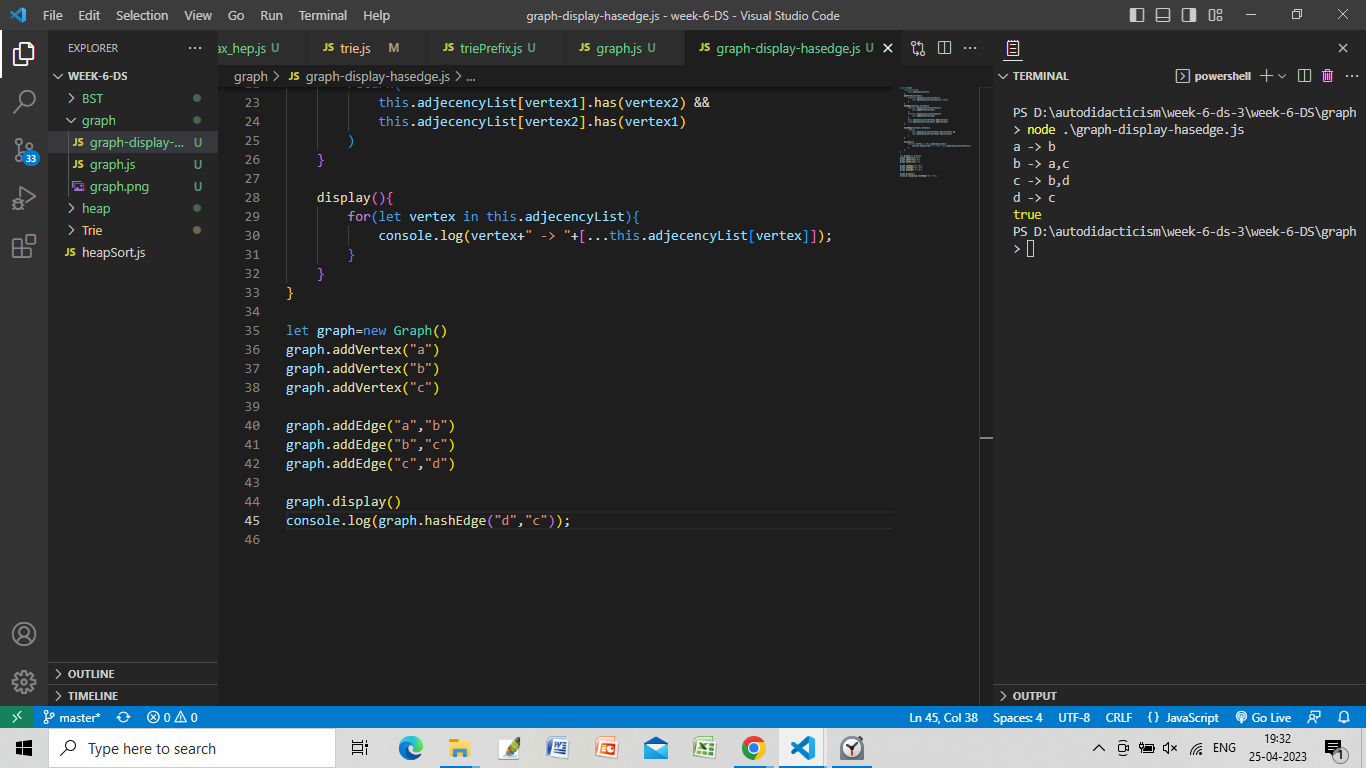 File Edit Selection View Go Run Terminal Help
graph-display-hasedge.js - week-6-DS - Visual Studio Code
EXPLORER
WEEK-6-DS
BST
graph
graph-display-... U
graph.js U
graph.png U
heap
Trie
JS heapSort.js
33
OUTLINE
TIMELINE
ax_hep.js U
JS trie.js M
JS triePrefix.js U
JS graph.js U
JS graph-display-hasedge.js U
graph > JS graph-display-hasedge.js > ...
23 this.adjecencyList[vertex1].has(vertex2) &&
24 this.adjecencyList[vertex2].has(vertex1)
25 )
26 }
27
28 display(){
29 for(let vertex in this.adjecencyList){
30 console.log(vertex+" -> "+[...this.adjecencyList[vertex]]);
31 }
32 }
33 }
34
35 let graph=new Graph()
36 graph.addVertex("a")
37 graph.addVertex("b")
38 graph.addVertex("c")
39
40 graph.addEdge("a","b")
41 graph.addEdge("b","c")
42 graph.addEdge("c","d")
43
44 graph.display()
45 console.log(graph.hashEdge("d","c"));
46
TERMINAL
powershell
PS D:\autodidacticism\week-6-ds-3\week-6-DS\graph
> node .\graph-display-hasedge.js
a -> b
b -> a,c
c -> b,d
d -> c
true
PS D:\autodidacticism\week-6-ds-3\week-6-DS\graph
>
OUTPUT
master* 0 0
Ln 45, Col 38 Spaces: 4 UTF-8 CRLF {} JavaScript Go Live
Type here to search
ENG
19:32
25-04-2023
1